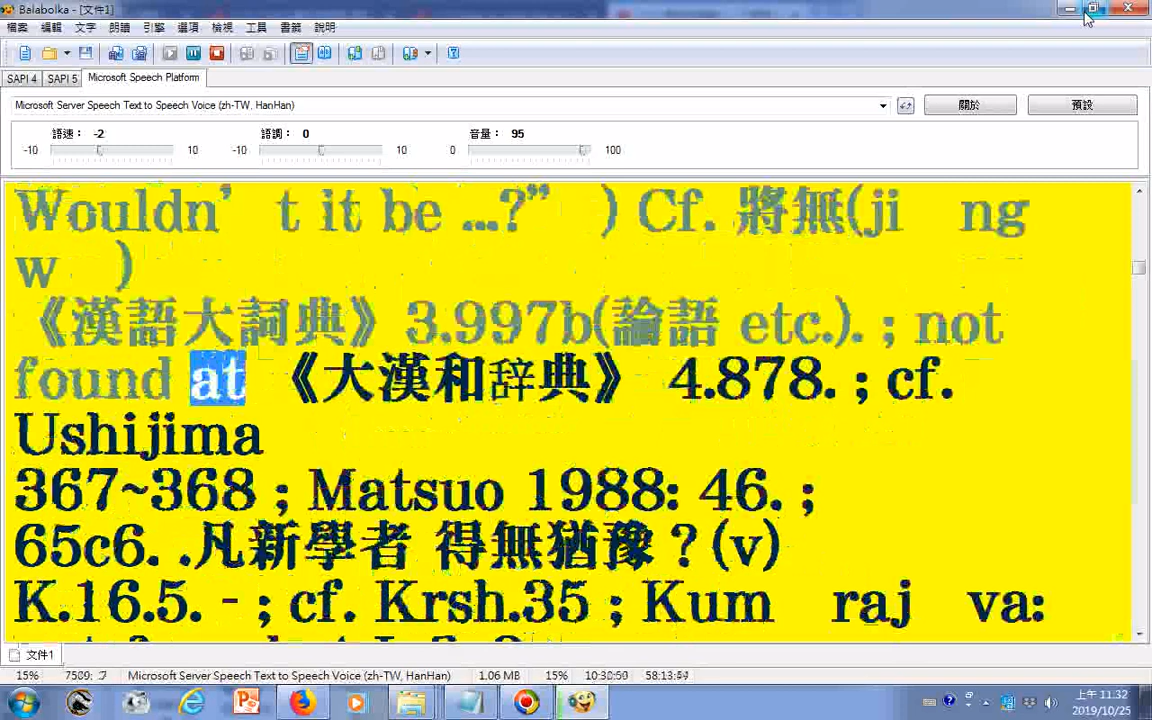 Balabolka - [文件1]
檔案 編輯 文字 朗讀 引擎 選項 檢視 工具 書籤 說明
SAPI 4 SAPI 5 Microsoft Speech Platform
Microsoft Server Speech Text to Speech Voice (zh-TW, HanHan)
關於 預設
語速： -2 語調： 0 音量： 95
-10 10 -10 10 0 100
Wouldn’ t it be ...?” ) Cf. 將無(ji ng
w )
《漢語大詞典》 3.997b(論語 etc.). ; not
found at 《大漢和辞典》 4.878. ; cf.
Ushijima
367~368 ; Matsuo 1988: 46. ;
65c6. .凡新學者 得無猶豫？(v)
K.16.5. - ; cf. Krsh.35 ; Kum raj va:
文件1
15% Microsoft Server Speech Text to Speech Voice (zh-TW, HanHan) 1.06 MB 15% 10:38:50
上午 11:32
2019/10/25